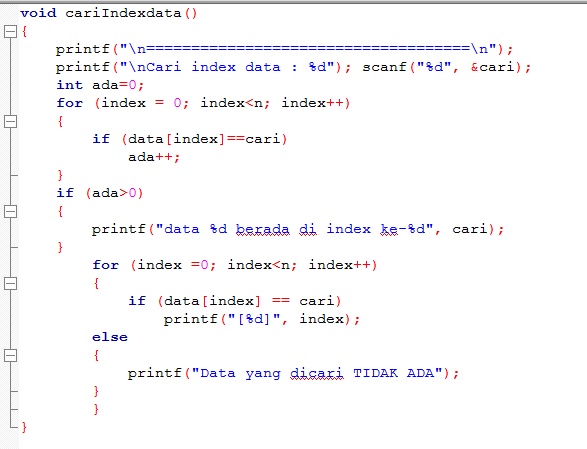 void cariIndexdata()
{
    printf("\n====================================\n");
    printf("\nCari index data : %d"); scanf("%d", &cari);
    int ada=0;
    for (index = 0; index<n; index++)
    {
        if (data[index]==cari)
            ada++;
    }
    if (ada>0)
    {
        printf("data %d berada di index ke-%d", cari);
    }
        for (index =0; index<n; index++)
        {
            if (data[index] == cari)
                printf("[%d]", index);
        else
        {
            printf("Data yang dicari TIDAK ADA");
        }
        }
}